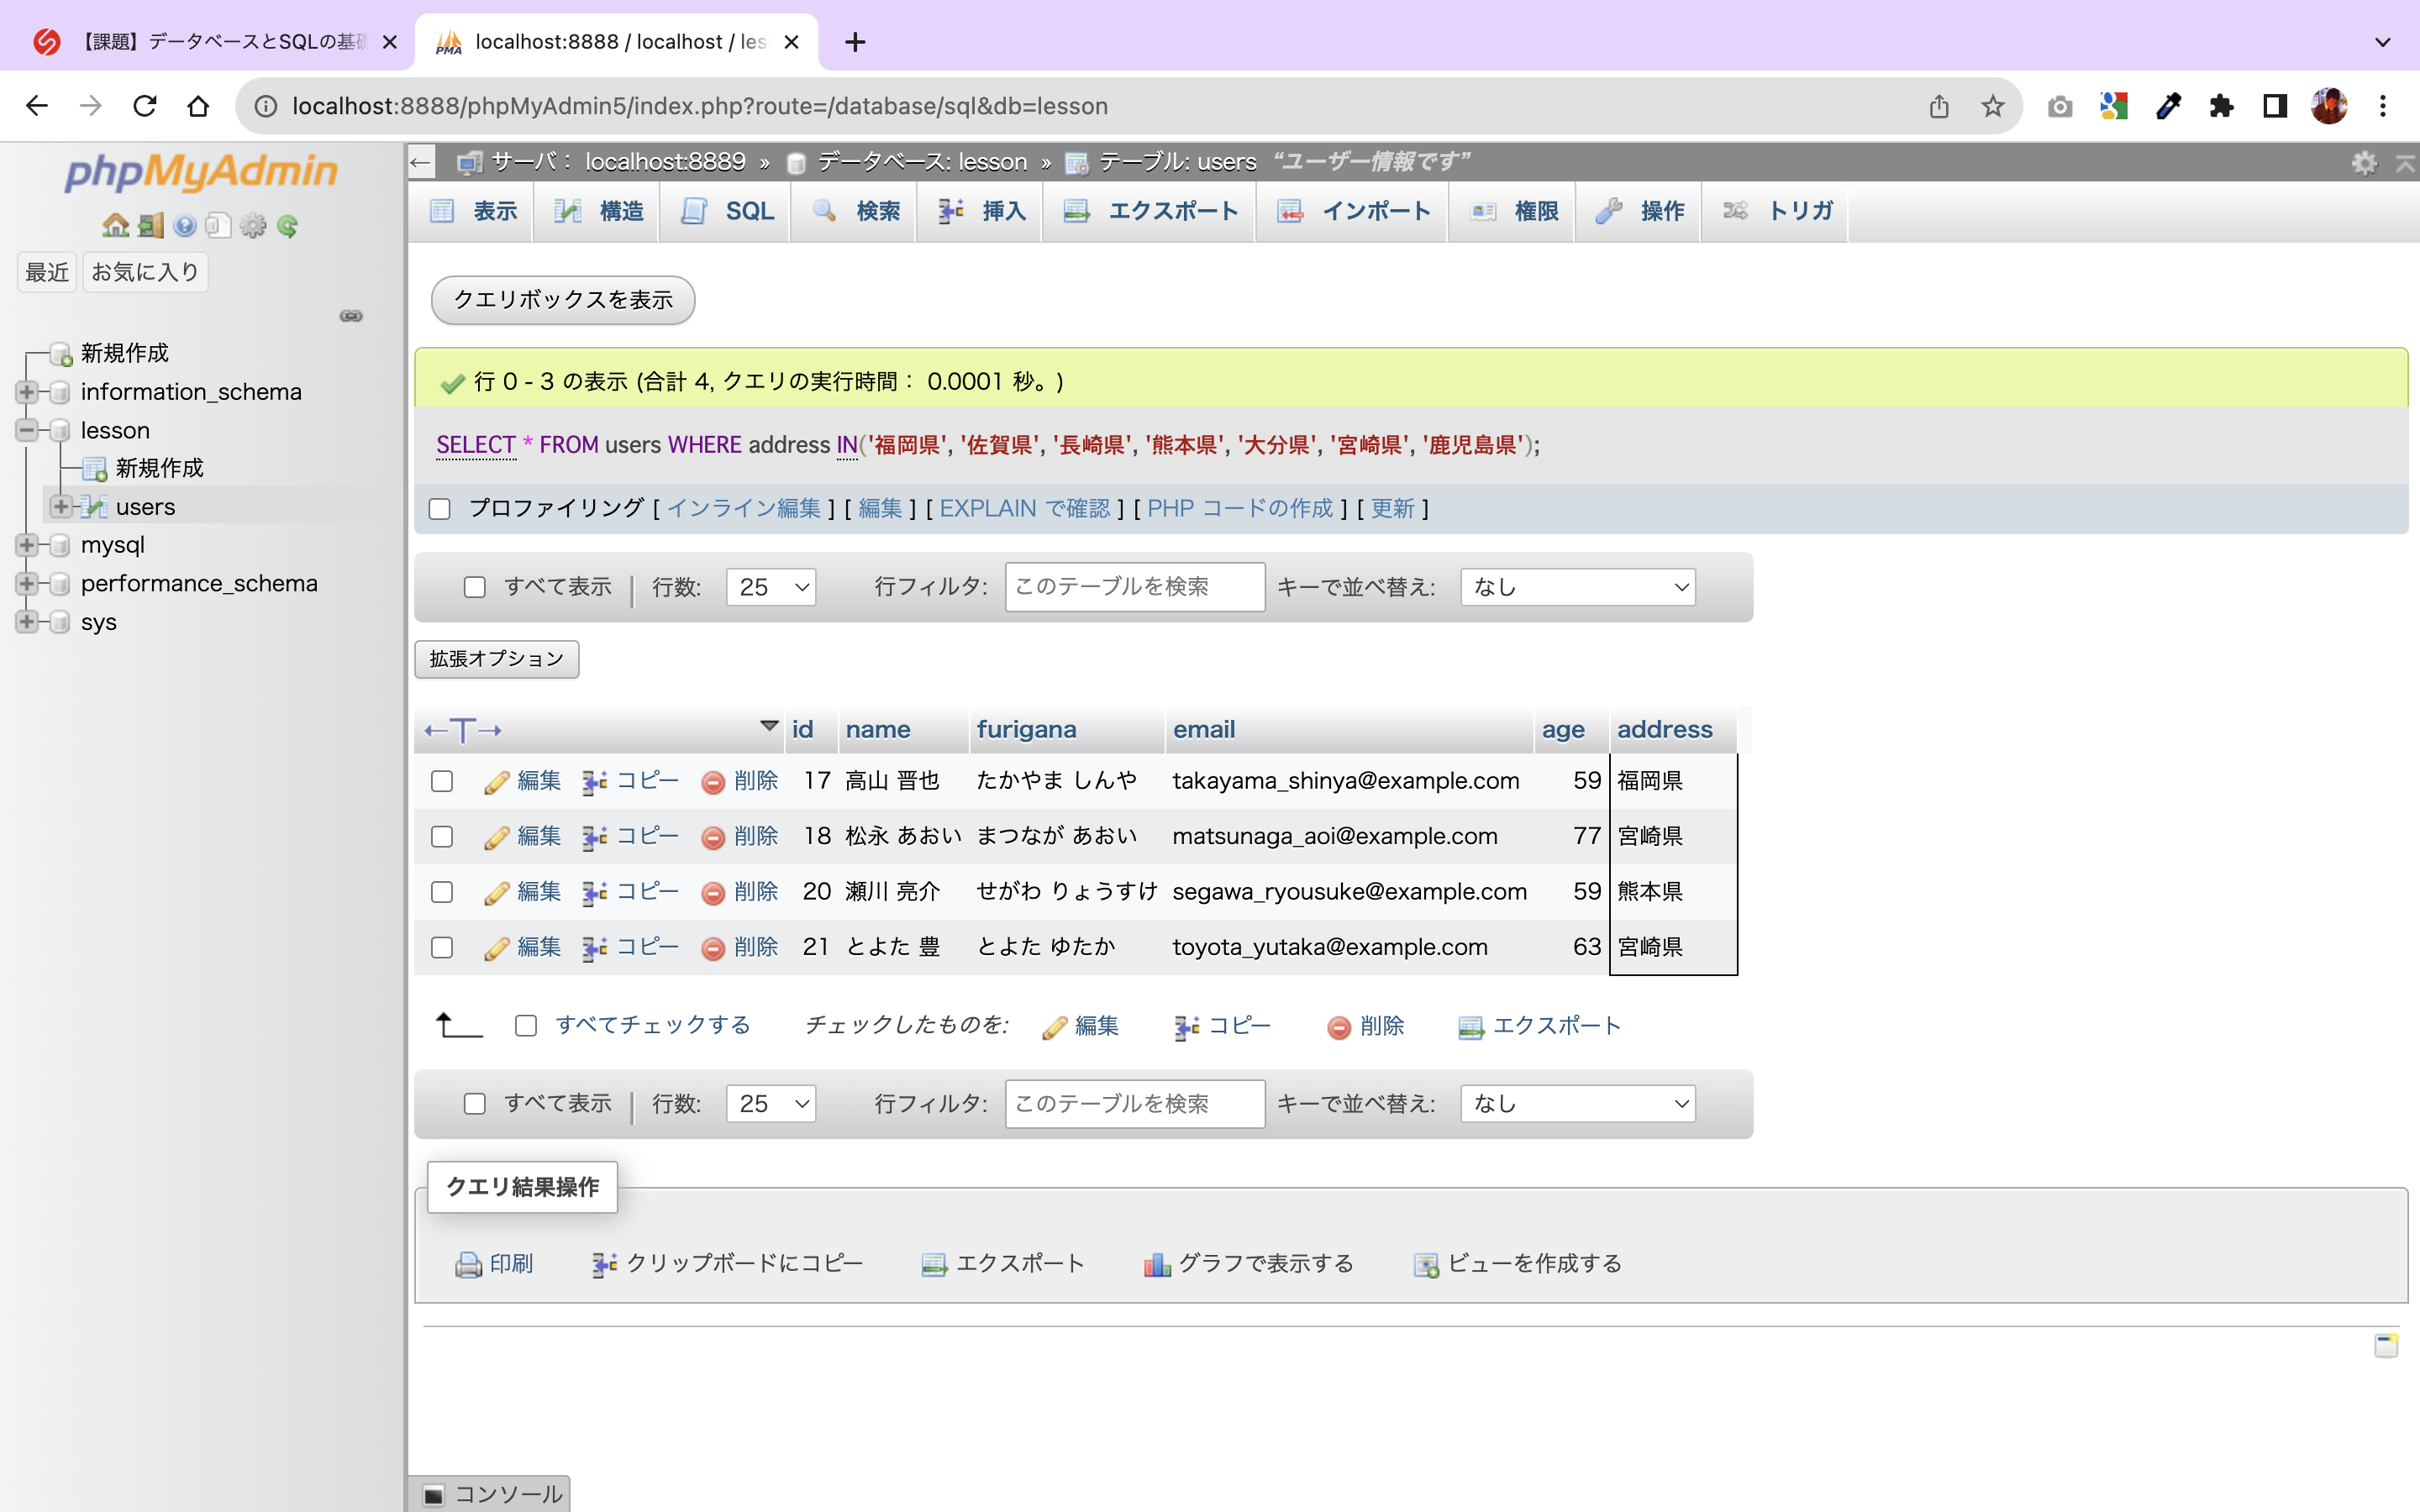 【課題】データベースとSQLの基礎
localhost:8888 / localhost / les
localhost:8888/phpMyAdmin5/index.php?route=/database/sql&db=lesson
phpMyAdmin
最近 お気に入り
新規作成
information_schema
lesson
新規作成
users
mysql
performance_schema
sys
サーバ： localhost:8889 » データベース: lesson » テーブル: users “ユーザー情報です”
表示 構造 SQL 検索 挿入 エクスポート インポート 権限 操作 トリガ
クエリボックスを表示
行 0 - 3 の表示 (合計 4, クエリの実行時間： 0.0001 秒。)
SELECT * FROM users WHERE address IN('福岡県', '佐賀県', '長崎県', '熊本県', '大分県', '宮崎県', '鹿児島県');
プロファイリング [ インライン編集 ] [ 編集 ] [ EXPLAIN で確認 ] [ PHP コードの作成 ] [ 更新 ]
すべて表示 | 行数: 25 行フィルタ: このテーブルを検索 キーで並べ替え: なし
拡張オプション
←T→ id name furigana email age address
編集 コピー 削除 17 高山 晋也 たかやま しんや takayama_shinya@example.com 59 福岡県
編集 コピー 削除 18 松永 あおい まつなが あおい matsunaga_aoi@example.com 77 宮崎県
編集 コピー 削除 20 瀬川 亮介 せがわ りょうすけ segawa_ryousuke@example.com 59 熊本県
編集 コピー 削除 21 とよた 豊 とよた ゆたか toyota_yutaka@example.com 63 宮崎県
すべてチェックする チェックしたものを: 編集 コピー 削除 エクスポート
すべて表示 | 行数: 25 行フィルタ: このテーブルを検索 キーで並べ替え: なし
クエリ結果操作
印刷 クリップボードにコピー エクスポート グラフで表示する ビューを作成する
コンソール